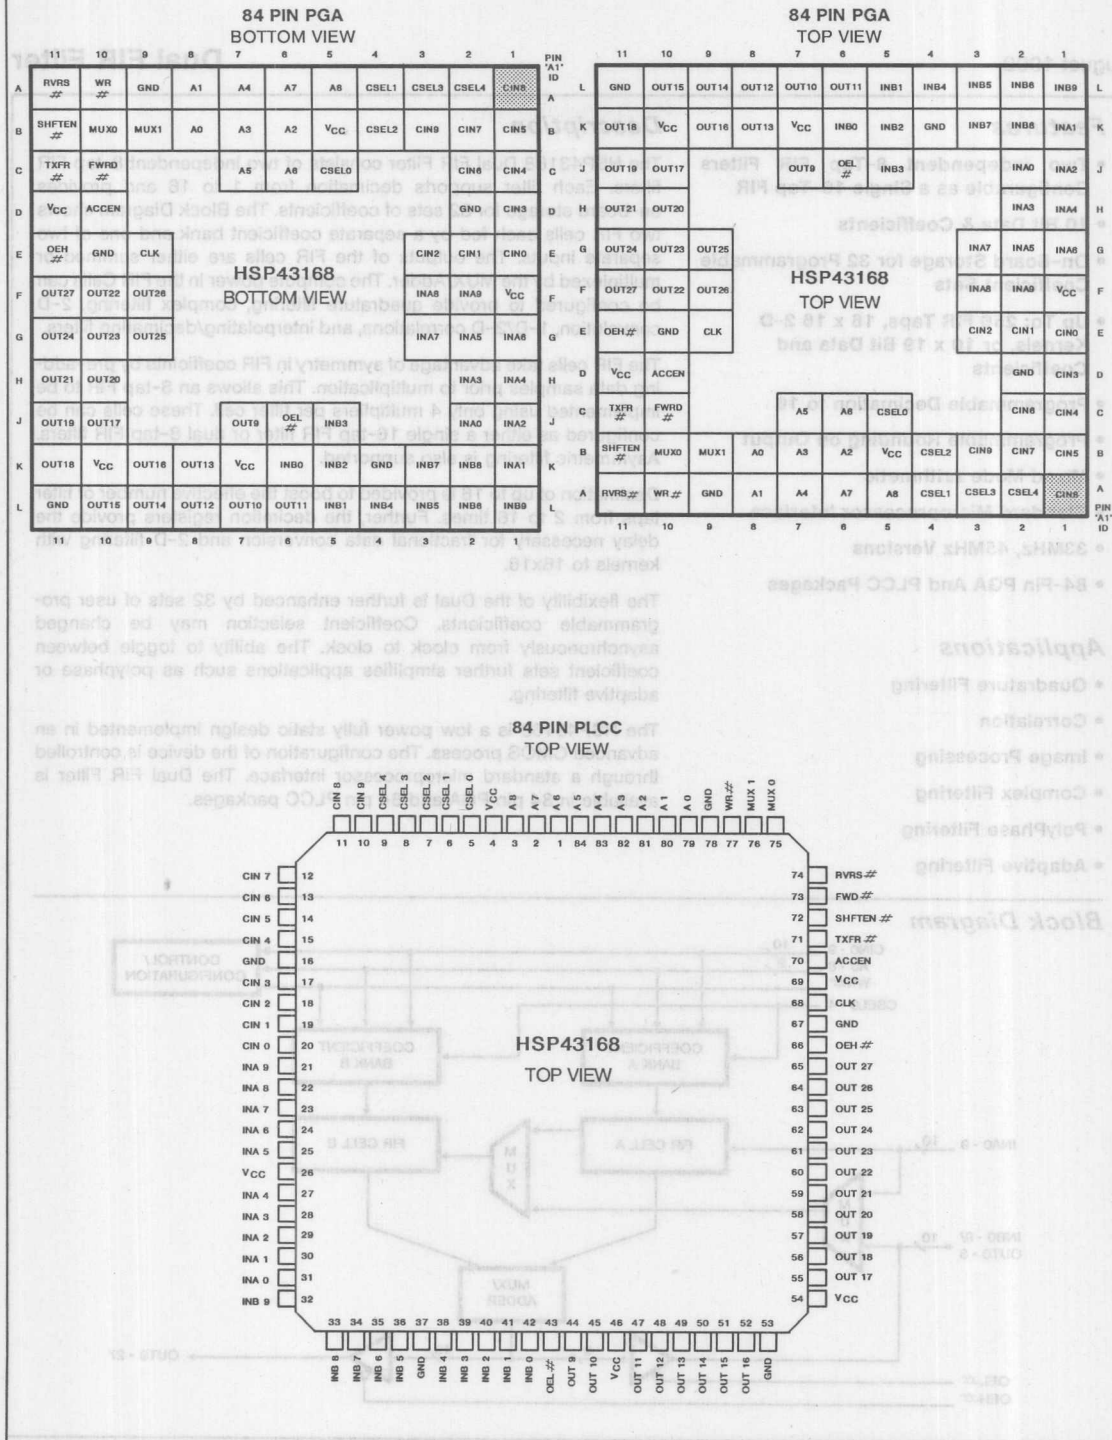 84 PIN PGA
BOTTOM VIEW
11 10 9 8 7 6 5 4 3 2 1
PIN 'A1' ID
A RVRS # WR # GND A1 A4 A7 A8 CSEL1 CSEL3 CSEL4 CIN8 A
B SHFTEN # MUX0 MUX1 A0 A3 A2 VCC CSEL2 CIN9 CIN7 CIN5 B
C TXFR # FWRD # A5 A6 CSEL0 CIN6 CIN4 C
D VCC ACCEN GND CIN3 D
E OEH # GND CLK CIN2 CIN1 CIN0 E
F OUT27 OUT22 OUT26 INA8 INA9 VCC F
G OUT24 OUT23 OUT25 INA7 INA5 INA6 G
H OUT21 OUT20 INA3 INA4 H
J OUT19 OUT17 OUT9 OEL # INB3 INA0 INA2 J
K OUT18 VCC OUT16 OUT13 VCC INB0 INB2 GND INB7 INB8 INA1 K
L GND OUT15 OUT14 OUT12 OUT10 OUT11 INB1 INB4 INB5 INB6 INB9 L
HSP43168
BOTTOM VIEW
11 10 9 8 7 6 5 4 3 2 1
84 PIN PGA
TOP VIEW
11 10 9 8 7 6 5 4 3 2 1
L GND OUT15 OUT14 OUT12 OUT10 OUT11 INB1 INB4 INB5 INB6 INB9 L
K OUT18 VCC OUT16 OUT13 VCC INB0 INB2 GND INB7 INB8 INA1 K
J OUT19 OUT17 OUT9 OEL # INB3 INA0 INA2 J
H OUT21 OUT20 INA3 INA4 H
G OUT24 OUT23 OUT25 INA7 INA5 INA6 G
F OUT27 OUT22 OUT26 INA8 INA9 VCC F
E OEH# GND CLK CIN2 CIN1 CIN0 E
D VCC ACCEN GND CIN3 D
C TXFR # FWRD # A5 A6 CSEL0 CIN6 CIN4 C
B SHFTEN # MUX0 MUX1 A0 A3 A2 VCC CSEL2 CIN9 CIN7 CIN5 B
A RVRS# WR# GND A1 A4 A7 A8 CSEL1 CSEL3 CSEL4 CIN8 A
HSP43168
TOP VIEW
11 10 9 8 7 6 5 4 3 2 1
PIN 'A1' ID
84 PIN PLCC
TOP VIEW
CIN 8 CIN 9 CSEL 4 CSEL 3 CSEL 2 CSEL 1 CSEL 0 VCC A 8 A 7 A 6 A 5 A 4 A 3 A 2 A 1 A 0 GND WR# MUX 1 MUX 0
11 10 9 8 7 6 5 4 3 2 1 84 83 82 81 80 79 78 77 76 75
CIN 7 12 74 RVRS#
CIN 6 13 73 FWD#
CIN 5 14 72 SHFTEN #
CIN 4 15 71 TXFR #
GND 16 70 ACCEN
CIN 3 17 69 VCC
CIN 2 18 68 CLK
CIN 1 19 67 GND
CIN 0 20 66 OEH #
INA 9 21 65 OUT 27
INA 8 22 64 OUT 26
INA 7 23 63 OUT 25
INA 6 24 62 OUT 24
INA 5 25 61 OUT 23
VCC 26 60 OUT 22
INA 4 27 59 OUT 21
INA 3 28 58 OUT 20
INA 2 29 57 OUT 19
INA 1 30 56 OUT 18
INA 0 31 55 OUT 17
INB 9 32 54 VCC
HSP43168
TOP VIEW
33 34 35 36 37 38 39 40 41 42 43 44 45 46 47 48 49 50 51 52 53
INB 8 INB 7 INB 6 INB 5 GND INB 4 INB 3 INB 2 INB 1 INB 0 OEL # OUT 9 OUT 10 VCC OUT 11 OUT 12 OUT 13 OUT 14 OUT 15 OUT 16 GND